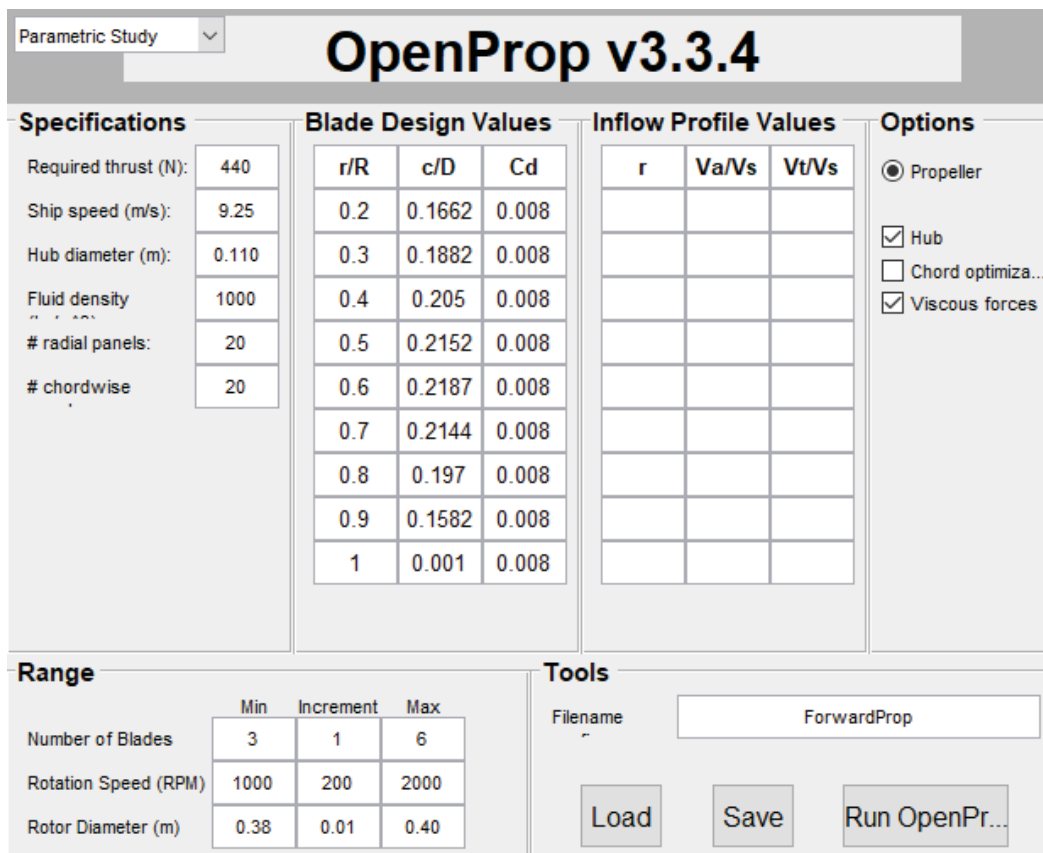 Parametric Study
OpenProp v3.3.4
Specifications
Required thrust (N): 440
Ship speed (m/s): 9.25
Hub diameter (m): 0.110
Fluid density 1000
# radial panels: 20
# chordwise 20
Blade Design Values
r/R c/D Cd
0.2 0.1662 0.008
0.3 0.1882 0.008
0.4 0.205 0.008
0.5 0.2152 0.008
0.6 0.2187 0.008
0.7 0.2144 0.008
0.8 0.197 0.008
0.9 0.1582 0.008
1 0.001 0.008
Inflow Profile Values
r Va/Vs Vt/Vs
Options
Propeller
Hub
Chord optimiza...
Viscous forces
Range
Min Increment Max
Number of Blades 3 1 6
Rotation Speed (RPM) 1000 200 2000
Rotor Diameter (m) 0.38 0.01 0.40
Tools
Filename ForwardProp
Load Save Run OpenPr...